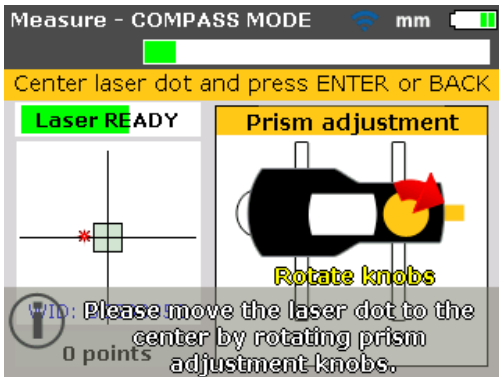 Measure - COMPASS MODE mm
Center laser dot and press ENTER or BACK
Laser READY
Prism adjustment
Rotate knobs
WID:
Please move the laser dot to the
center by rotating prism
adjustment knobs.
0 points